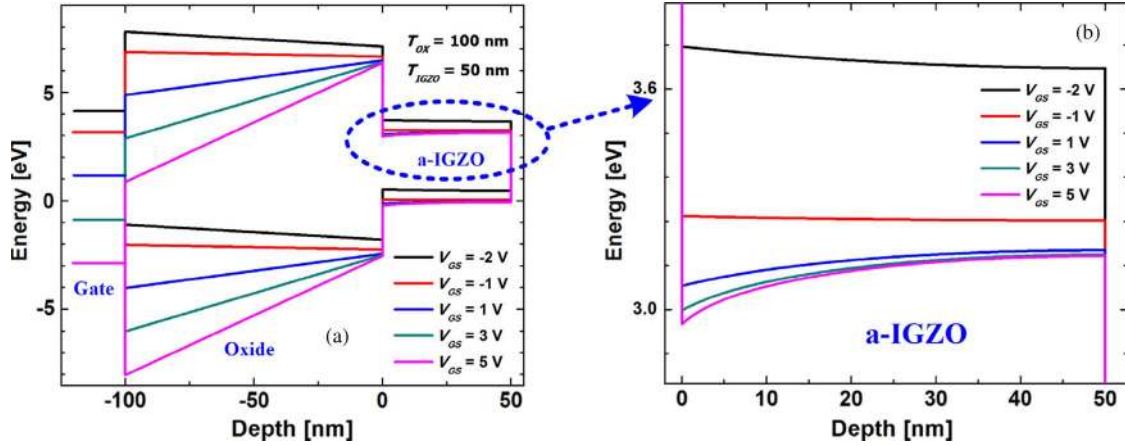 T_OX = 100 nm
T_IGZO = 50 nm
a-IGZO
Gate
Oxide
(a)
V_GS = -2 V
V_GS = -1 V
V_GS = 1 V
V_GS = 3 V
V_GS = 5 V
5
0
-5
Energy [eV]
-100
-50
0
50
Depth [nm]
(b)
V_GS = -2 V
V_GS = -1 V
V_GS = 1 V
V_GS = 3 V
V_GS = 5 V
a-IGZO
3.6
3.0
Energy [eV]
0
10
20
30
40
50
Depth [nm]